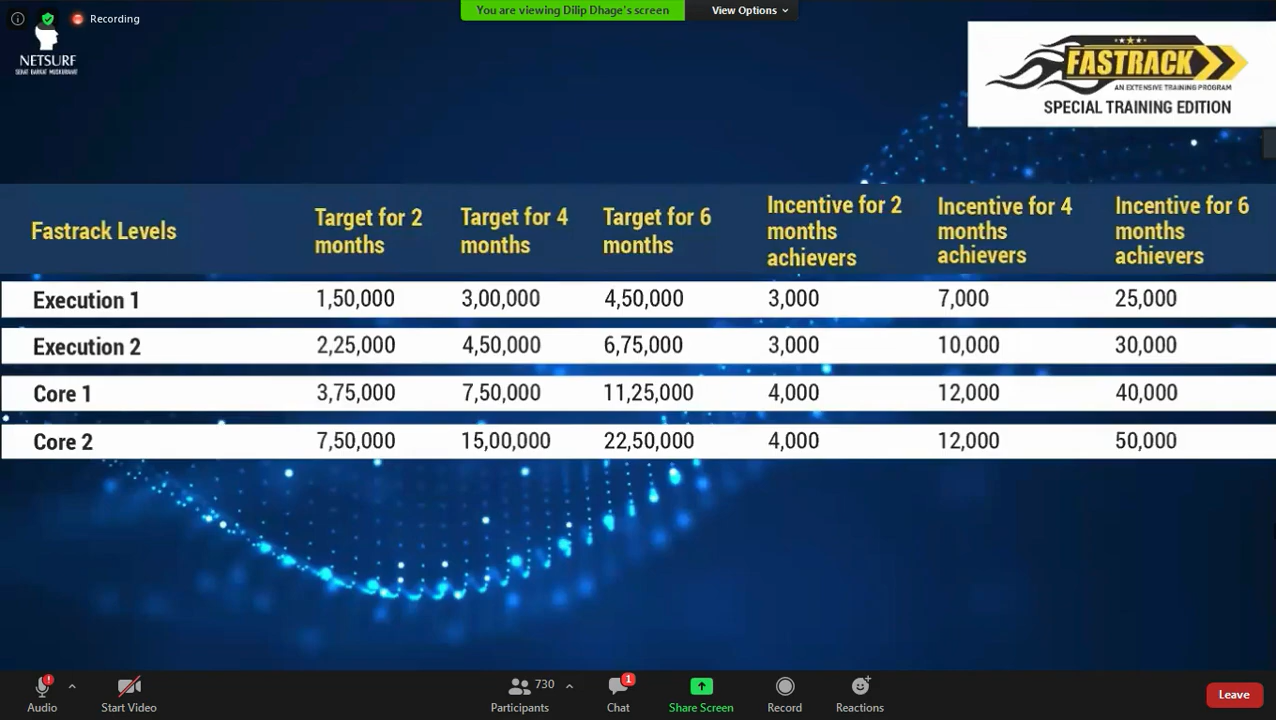 Recording
You are viewing Dilip Dhage's screen
View Options
NETSURF
SEHAT BARKAT MUSKURAHAT
FASTRACK
AN EXTENSIVE TRAINING PROGRAM
SPECIAL TRAINING EDITION
Fastrack Levels
Target for 2 months
Target for 4 months
Target for 6 months
Incentive for 2 months achievers
Incentive for 4 months achievers
Incentive for 6 months achievers
Execution 1 1,50,000 3,00,000 4,50,000 3,000 7,000 25,000
Execution 2 2,25,000 4,50,000 6,75,000 3,000 10,000 30,000
Core 1 3,75,000 7,50,000 11,25,000 4,000 12,000 40,000
Core 2 7,50,000 15,00,000 22,50,000 4,000 12,000 50,000
730
1
Audio
Start Video
Participants
Chat
Share Screen
Record
Reactions
Leave